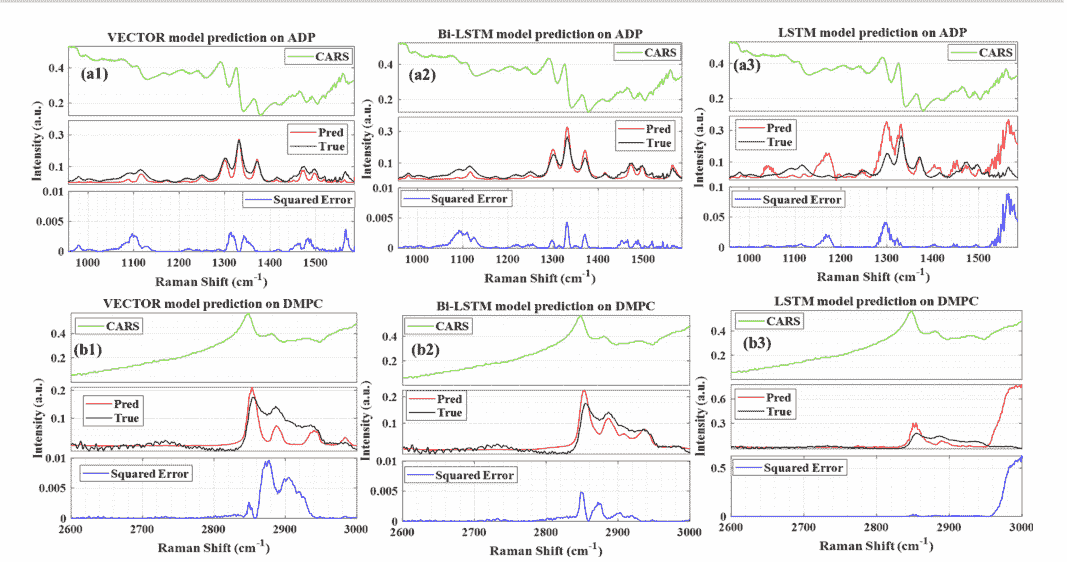 VECTOR model prediction on ADP
CARS
(a1)
0.4
0.2
Pred
True
0.3
0.1
Intensity (a.u.)
0.01
Squared Error
0.005
0
1000 1100 1200 1300 1400 1500
Raman Shift (cm-1)
Bi-LSTM model prediction on ADP
CARS
(a2)
0.4
0.2
Pred
True
0.3
0.1
Intensity (a.u.)
0.01
Squared Error
0.005
0
1000 1100 1200 1300 1400 1500
Raman Shift (cm-1)
LSTM model prediction on ADP
CARS
(a3)
0.4
0.2
Pred
True
0.3
0.1
Intensity (a.u.)
0.1
Squared Error
0.05
0
1000 1100 1200 1300 1400 1500
Raman Shift (cm-1)
VECTOR model prediction on DMPC
CARS
(b1)
0.4
0.2
Pred
True
0.2
0.1
Intensity (a.u.)
0.01
Squared Error
0.005
0
2600 2700 2800 2900 3000
Raman Shift (cm-1)
Bi-LSTM model prediction on DMPC
CARS
(b2)
0.4
0.2
Pred
True
0.2
0.1
Intensity (a.u.)
0.01
Squared Error
0.005
0
2600 2700 2800 2900 3000
Raman Shift (cm-1)
LSTM model prediction on DMPC
CARS
(b3)
0.4
0.2
Pred
True
0.6
0.3
Intensity (a.u.)
0.5
Squared Error
0
2600 2700 2800 2900 3000
Raman Shift (cm-1)